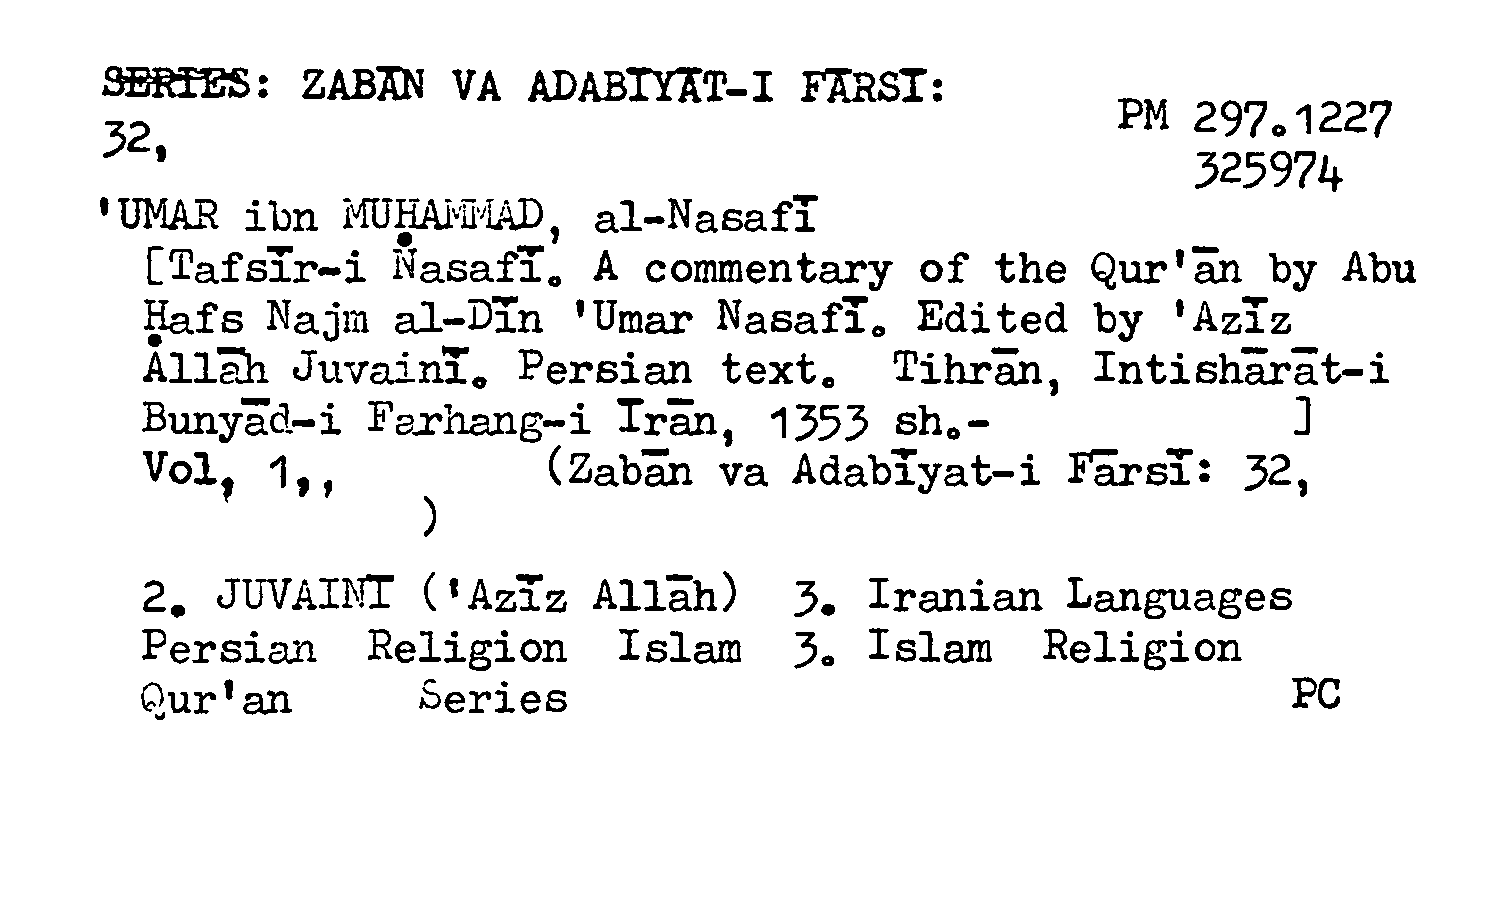 SERIES: ZABĀN VA ADABĪYĀT-I FĀRSĪ:
32,
PM 297.1227
325974
'UMAR ibn MUḤAMMAD, al-Nasafī
[Tafsīr-i Nasafī. A commentary of the Qur'ān by Abu
Ḥafs Najm al-Dīn 'Umar Nasafī. Edited by 'Azīz
Allāh Juvainī. Persian text. Tihrān, Intishārāt-i
Bunyād-i Farhang-i Īrān, 1353 sh.- ]
Vol, 1,, (Zabān va Adabīyat-i Fārsī: 32,
)
2. JUVAINĪ ('Azīz Allāh) 3. Iranian Languages
Persian Religion Islam 3. Islam Religion
Qur'an Series
PC